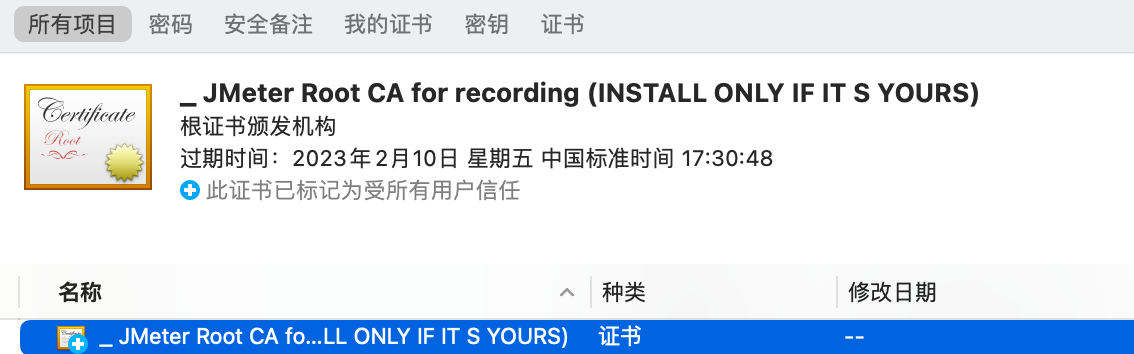 所有项目 密码 安全备注 我的证书 密钥 证书
_ JMeter Root CA for recording (INSTALL ONLY IF IT S YOURS)
Certificate
Root
根证书颁发机构
过期时间：2023年2月10日 星期五 中国标准时间 17:30:48
此证书已标记为受所有用户信任
名称 种类 修改日期
_ JMeter Root CA fo...LL ONLY IF IT S YOURS) 证书 --